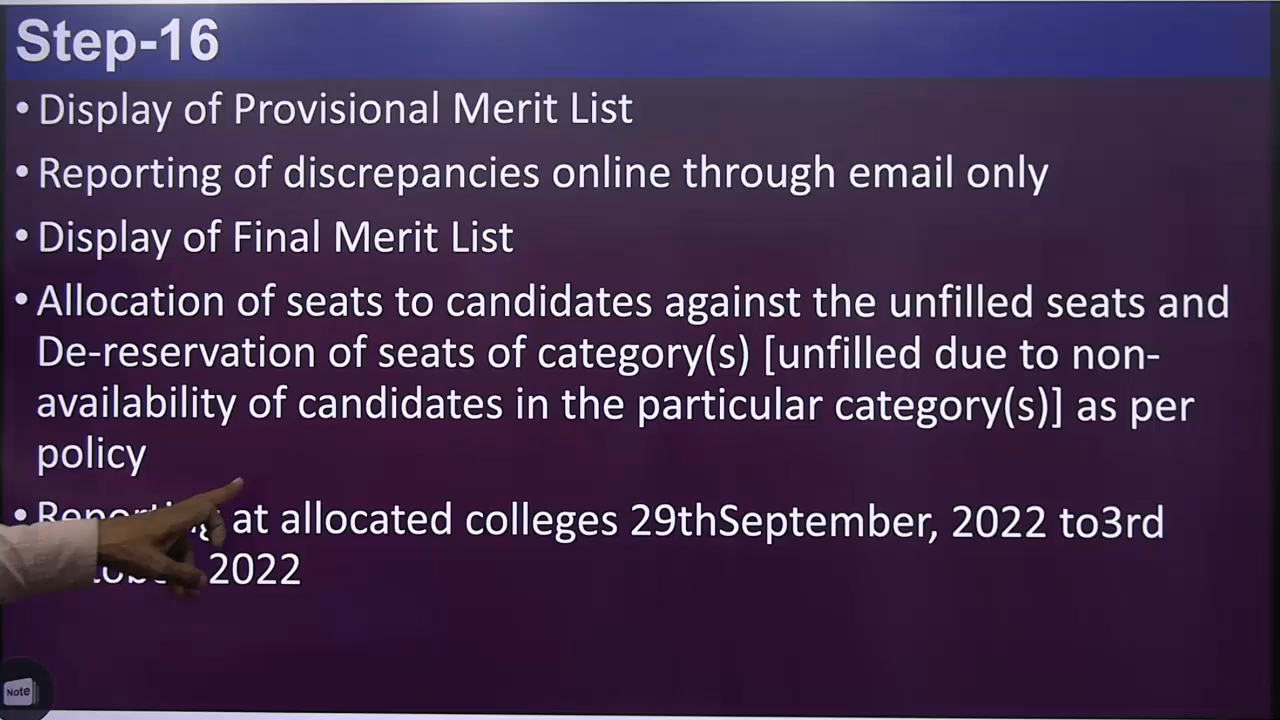 Step-16
• Display of Provisional Merit List
• Reporting of discrepancies online through email only
• Display of Final Merit List
• Allocation of seats to candidates against the unfilled seats and
De-reservation of seats of category(s) [unfilled due to non-
availability of candidates in the particular category(s)] as per
policy
• at allocated colleges 29thSeptember, 2022 to3rd
2022
Note